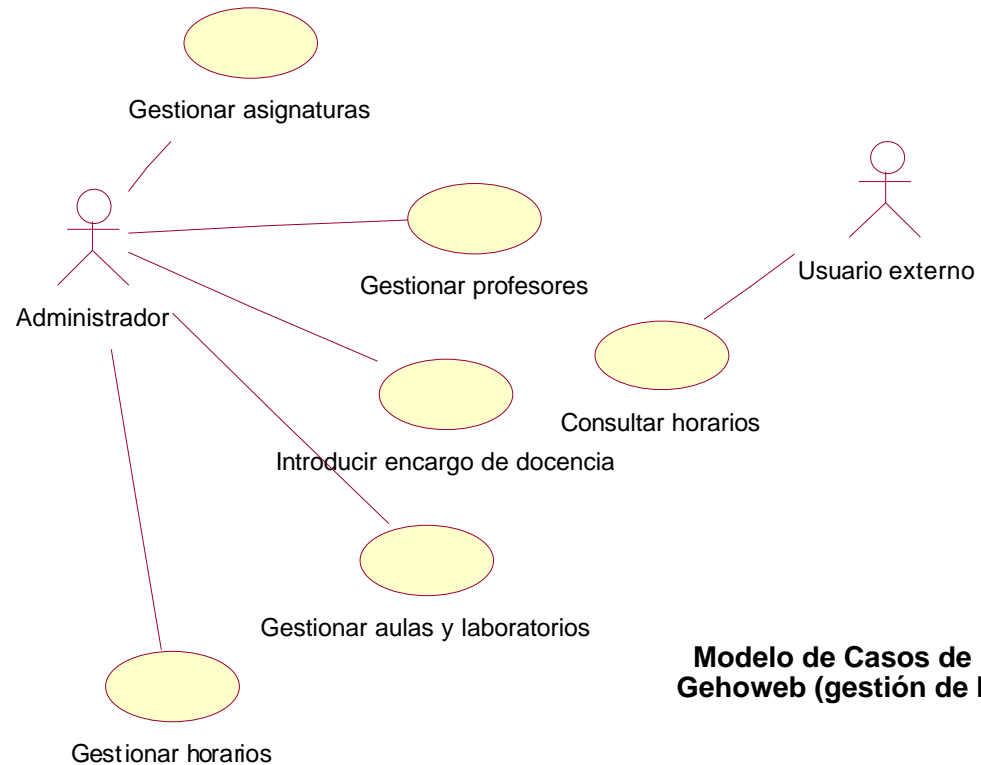 Gestionar asignaturas
Gestionar profesores
Usuario externo
Administrador
Consultar horarios
Introducir encargo de docencia
Gestionar aulas y laboratorios
Modelo de Casos de
Gehoweb (gestión de
Gestionar horarios